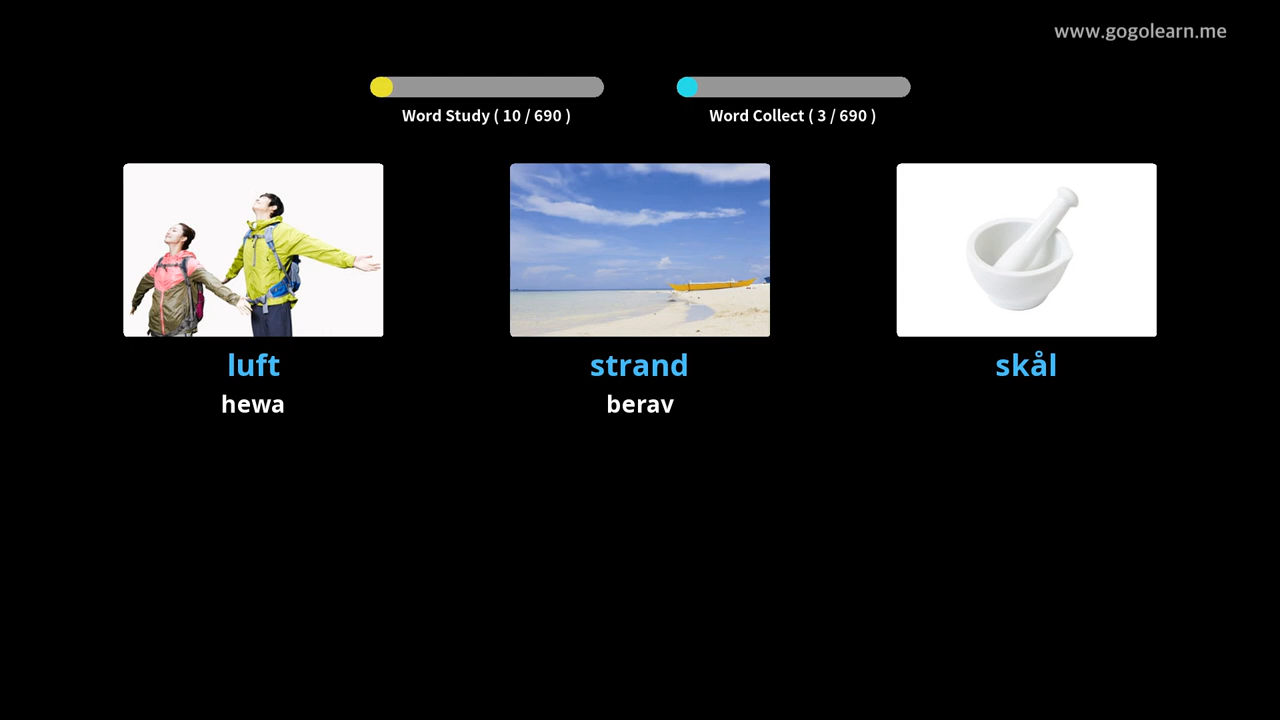 www.gogolearn.me
Word Study ( 10 / 690 )
Word Collect ( 3 / 690 )
luft
strand
skål
hewa
berav